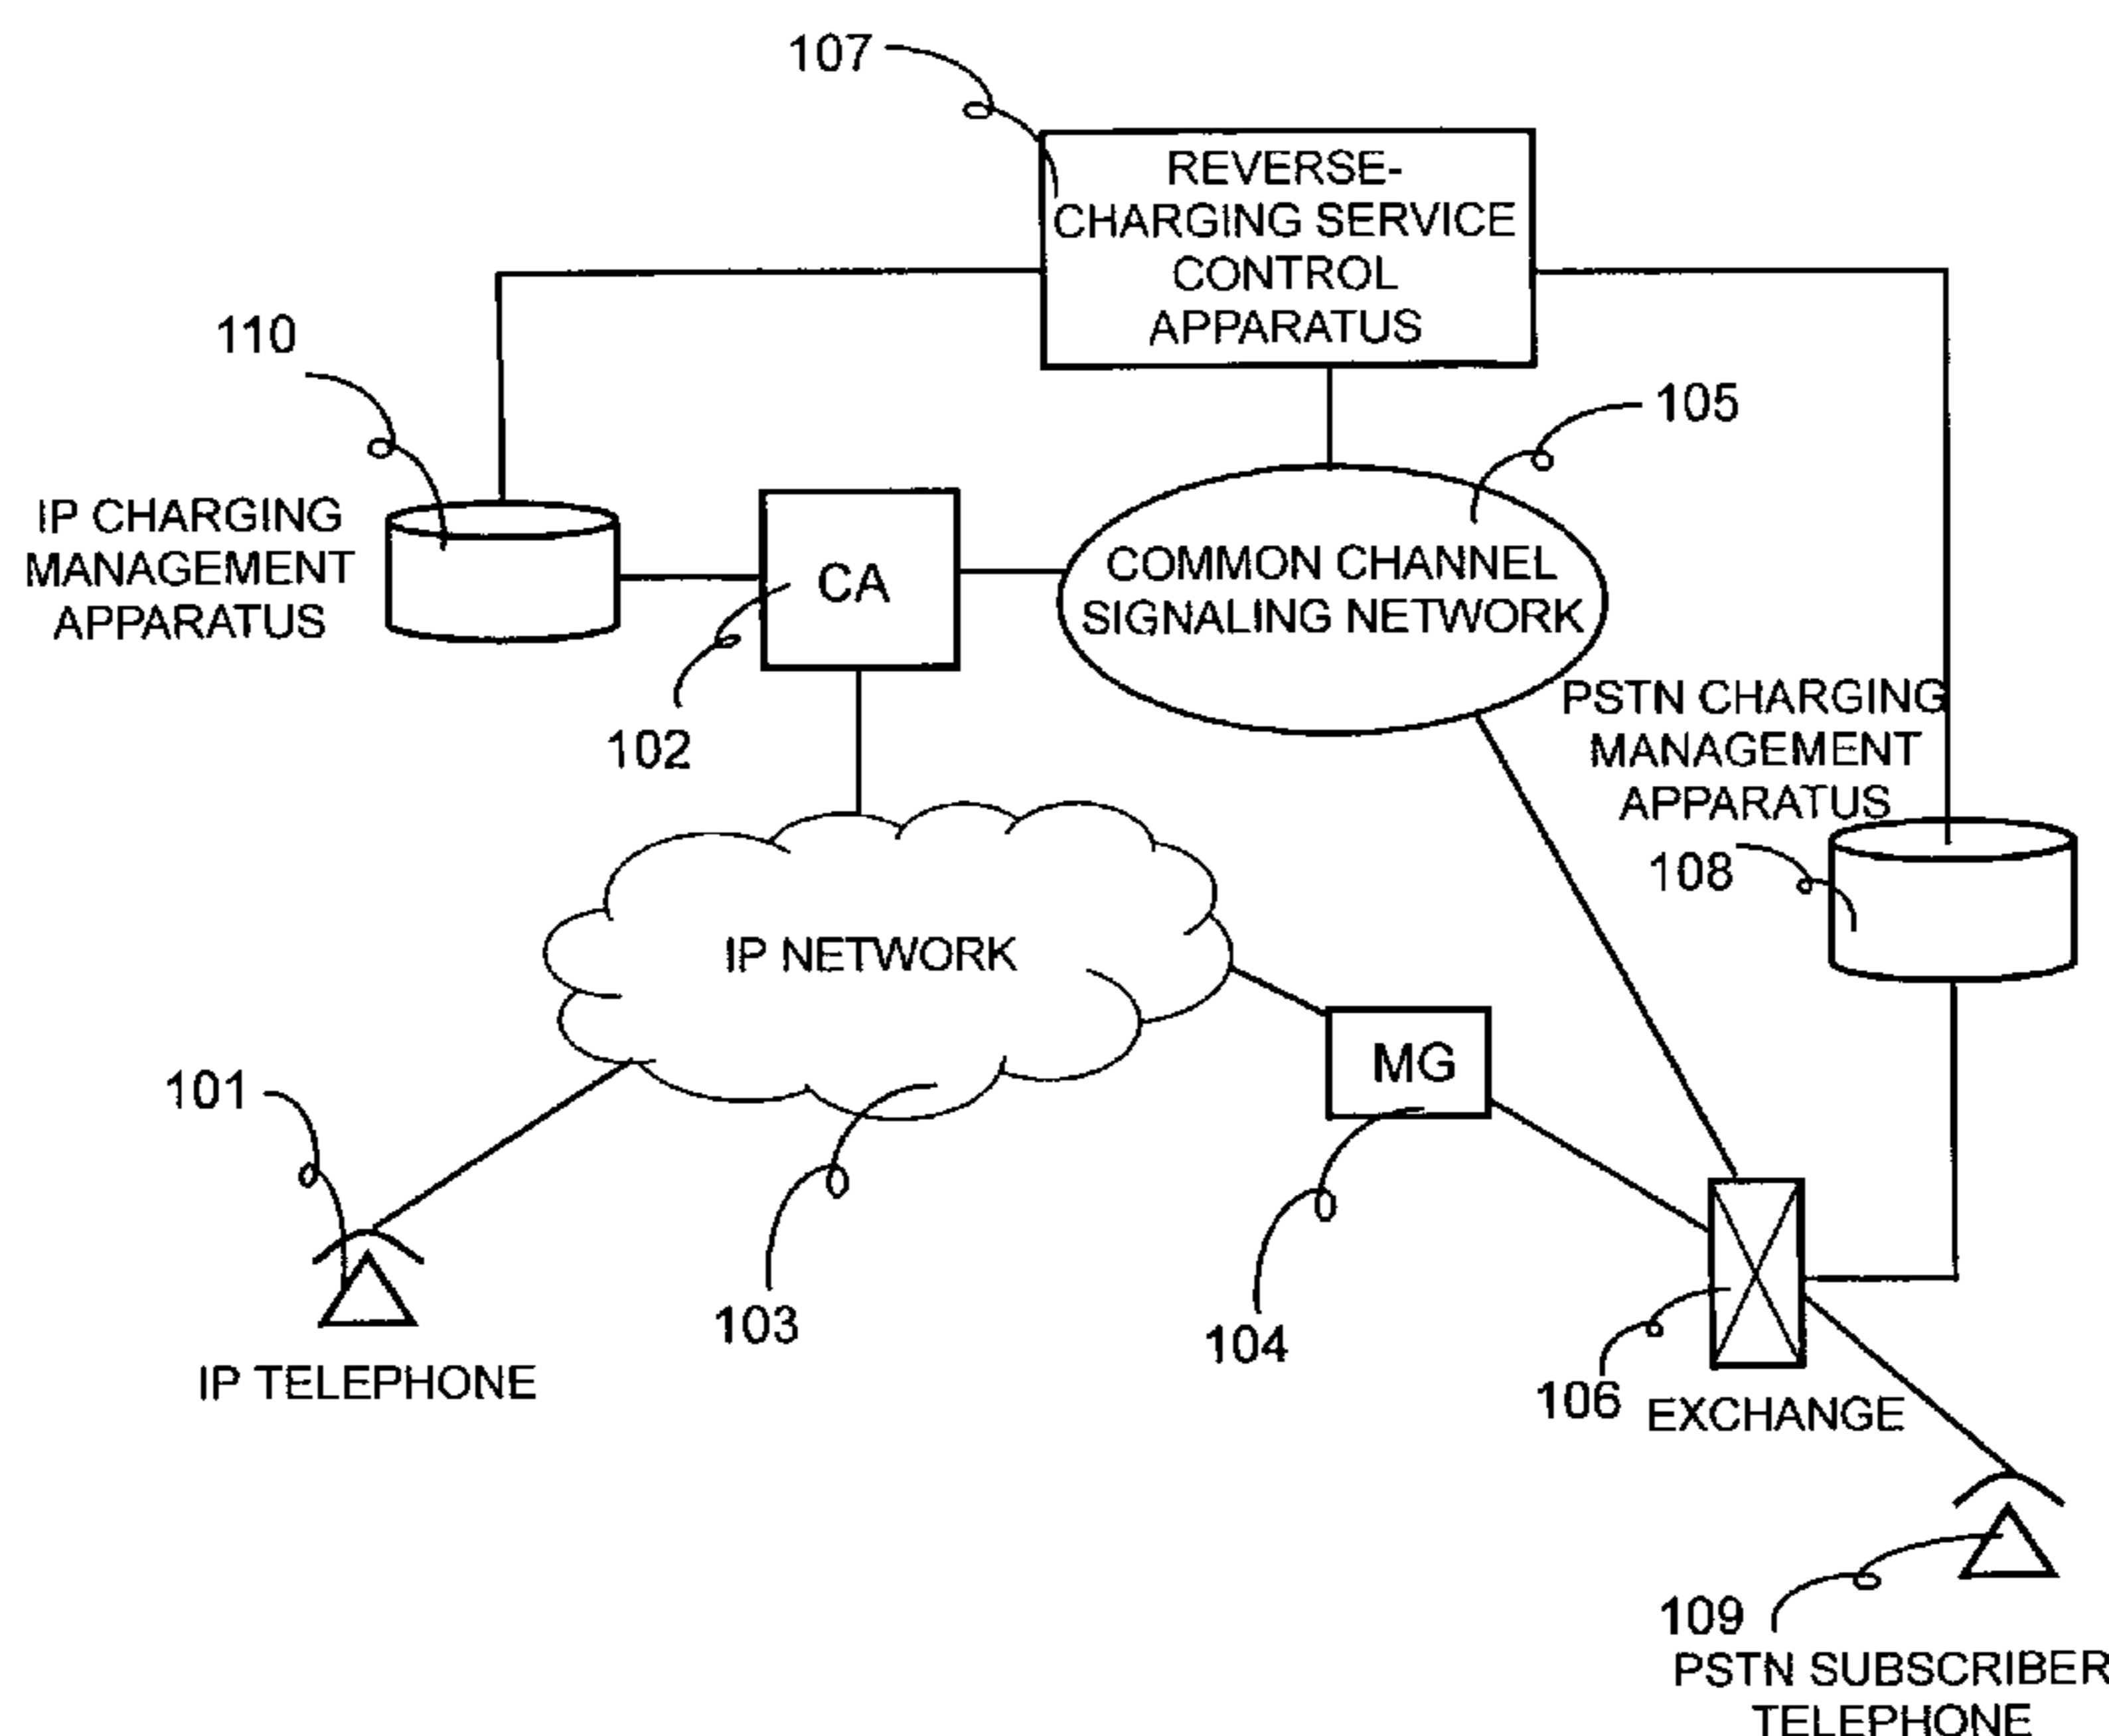 107
REVERSE-
CHARGING SERVICE
CONTROL
APPARATUS
110
105
IP CHARGING
MANAGEMENT
APPARATUS
CA
COMMON CHANNEL
SIGNALING NETWORK
102
PSTN CHARGING
MANAGEMENT
APPARATUS
108
IP NETWORK
MG
101
103
104
106
EXCHANGE
IP TELEPHONE
109
PSTN SUBSCRIBER
TELEPHONE